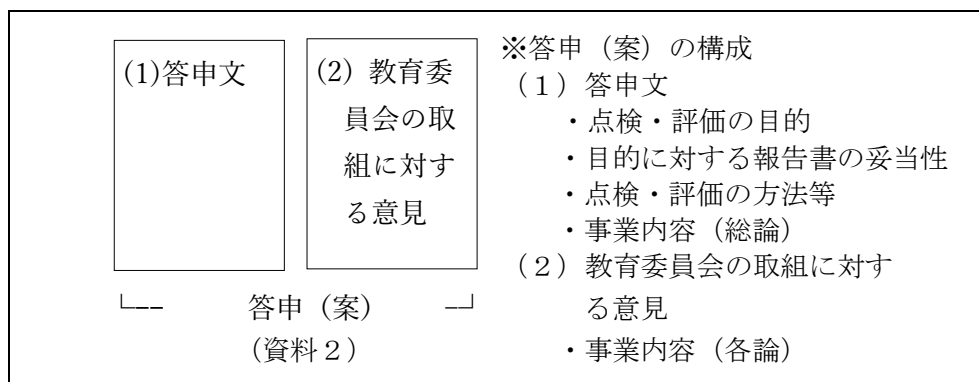 (1)答申文
(2) 教育委
員会の取
組に対す
る意見
└-- 答申（案） -┘
（資料２）
※答申（案）の構成
（１）答申文
・点検・評価の目的
・目的に対する報告書の妥当性
・点検・評価の方法等
・事業内容（総論）
（２）教育委員会の取組に対す
る意見
・事業内容（各論）